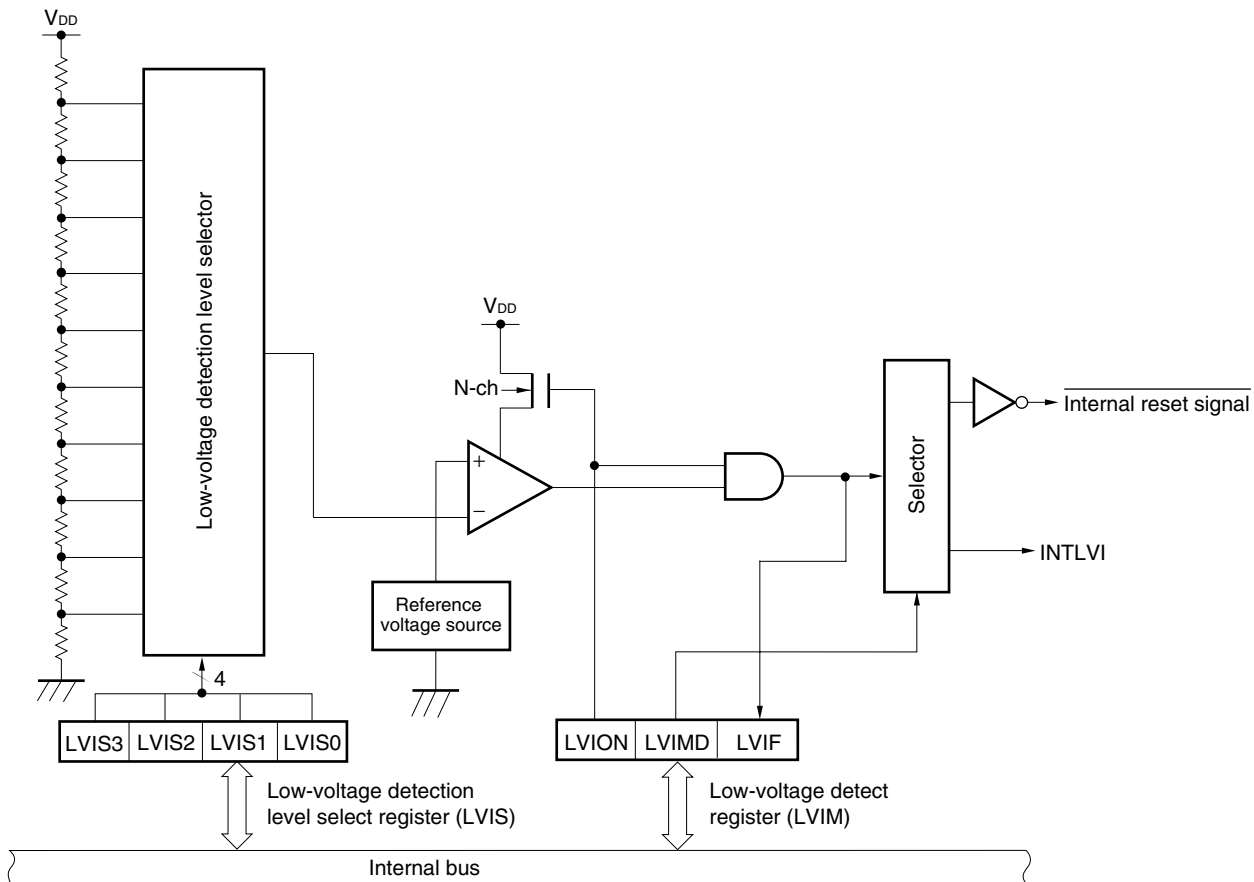 VDD
Low-voltage detection level selector
4
LVIS3 LVIS2 LVIS1 LVIS0
Low-voltage detection
level select register (LVIS)
VDD
N-ch
+
−
Reference
voltage source
Selector
Internal reset signal
INTLVI
LVION LVIMD LVIF
Low-voltage detect
register (LVIM)
Internal bus